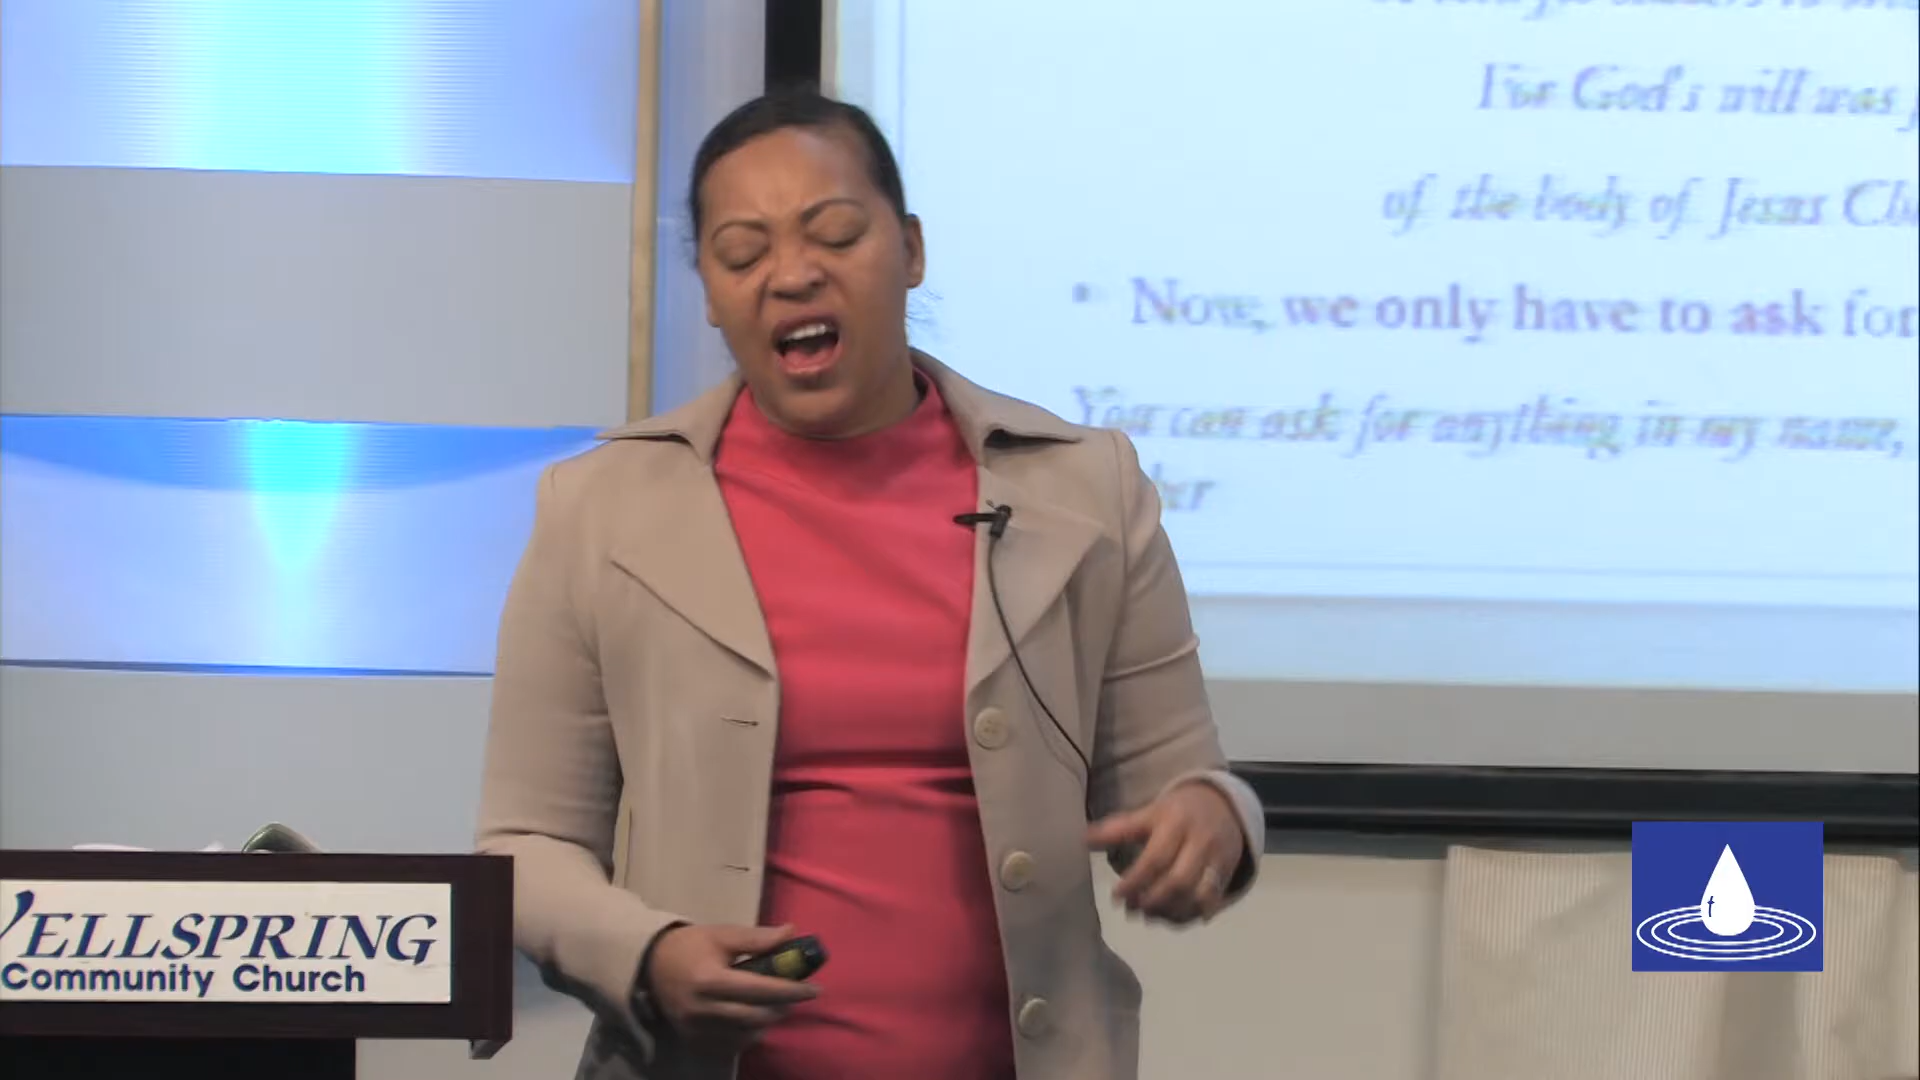 For God's will was
of the body of Jesus
• Now, we only have to ask for
You can ask for anything in my name,
WELLSPRING
Community Church